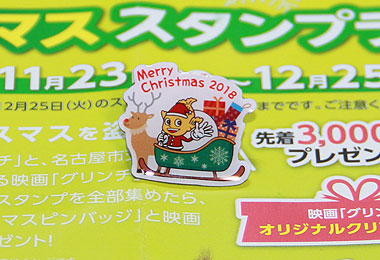 マススタンプラ
11月23
~12月25
Merry
Christmas 2018
2月25日(火)のス
までです。ご注意く
スマスを
先着3,000
プレゼン
チ」と、名古屋市
る映画「グリンチ
スタンプを全部集めたら、
マスピンバッジ」と映画
ゼント!
映画「グ
オリジナルクリ